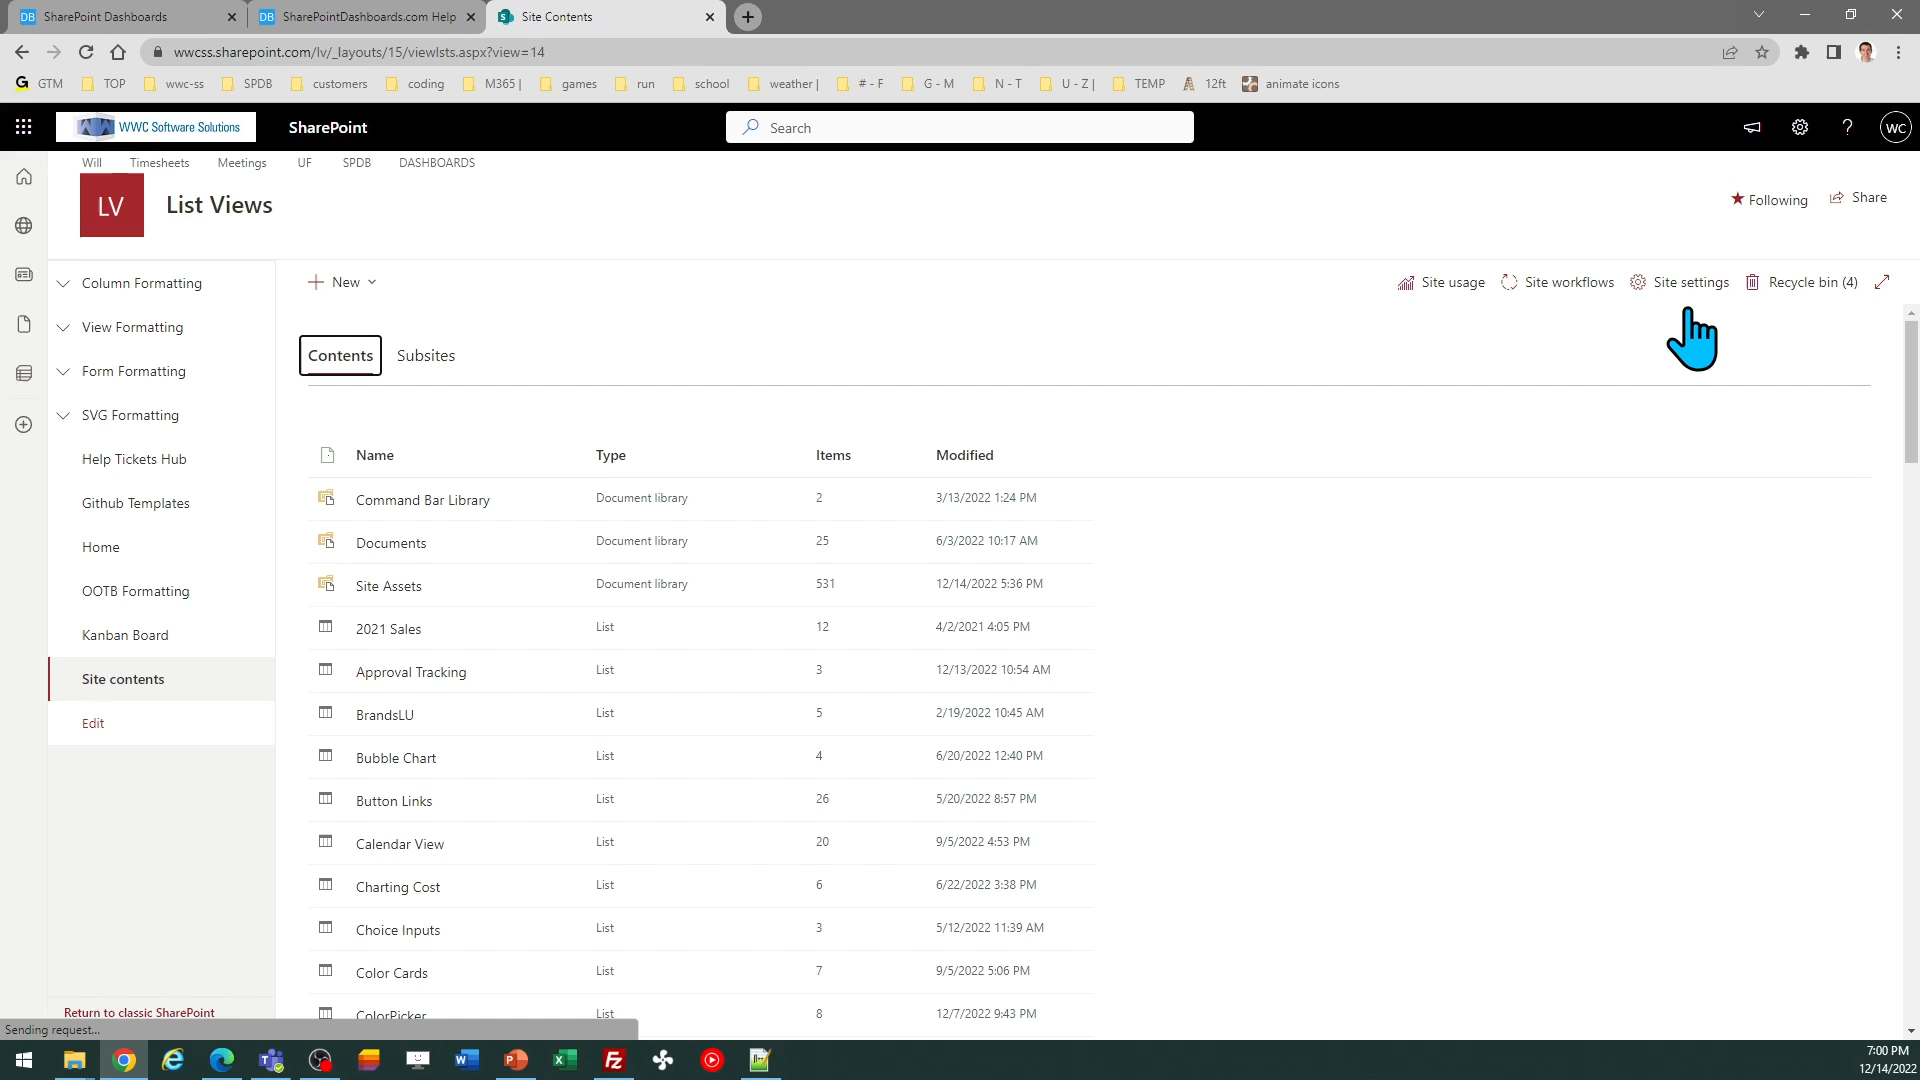 SharePoint Dashboards
SharePointDashboards.com Help
Site Contents
wwcss.sharepoint.com/lv/_layouts/15/viewlsts.aspx?view=14
G GTM
TOP
wwc-ss
SPDB
customers
coding
M365 |
games
run
school
weather |
# - F
G - M
N - T
U - Z |
TEMP
12ft
animate icons
WWC Software Solutions
SharePoint
Search
?
WC
Will
Timesheets
Meetings
UF
SPDB
DASHBOARDS
LV
List Views
Following
Share
Column Formatting
View Formatting
Form Formatting
SVG Formatting
Help Tickets Hub
Github Templates
Home
OOTB Formatting
Kanban Board
Site contents
Edit
Return to classic SharePoint
New
Site usage
Site workflows
Site settings
Recycle bin (4)
Contents
Subsites
Name Type Items Modified
Command Bar Library Document library 2 3/13/2022 1:24 PM
Documents Document library 25 6/3/2022 10:17 AM
Site Assets Document library 531 12/14/2022 5:36 PM
2021 Sales List 12 4/2/2021 4:05 PM
Approval Tracking List 3 12/13/2022 10:54 AM
BrandsLU List 5 2/19/2022 10:45 AM
Bubble Chart List 4 6/20/2022 12:40 PM
Button Links List 26 5/20/2022 8:57 PM
Calendar View List 20 9/5/2022 4:53 PM
Charting Cost List 6 6/22/2022 3:38 PM
Choice Inputs List 3 5/12/2022 11:39 AM
Color Cards List 7 9/5/2022 5:06 PM
ColorPicker List 8 12/7/2022 9:43 PM
Sending request...
7:00 PM
12/14/2022